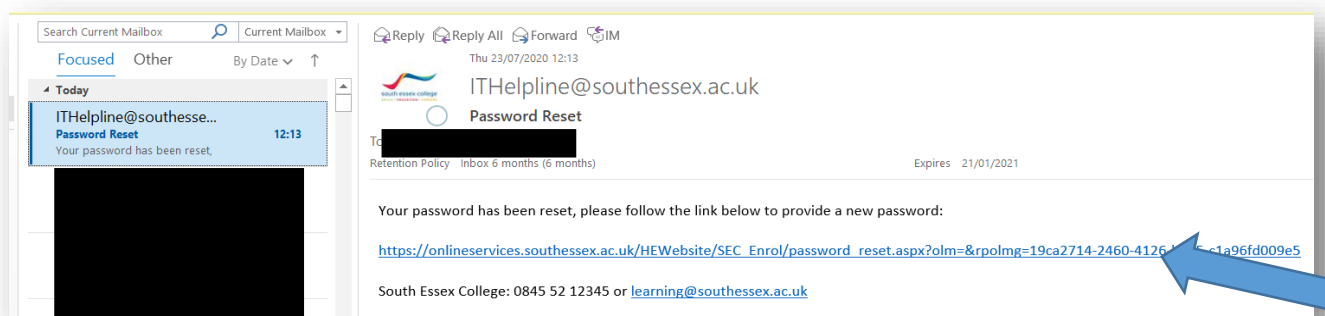 Search Current Mailbox Current Mailbox
Focused Other By Date
Today
ITHelpline@southesse...
Password Reset 12:13
Your password has been reset,
Reply Reply All Forward IM
Thu 23/07/2020 12:13
south essex college
ITHelpline@southessex.ac.uk
Password Reset
To
Retention Policy Inbox 6 months (6 months) Expires 21/01/2021
Your password has been reset, please follow the link below to provide a new password:
https://onlineservices.southessex.ac.uk/HEWebsite/SEC_Enrol/password_reset.aspx?olm=&rpolmg=19ca2714-2460-4126- c1a96fd009e5
South Essex College: 0845 52 12345 or learning@southessex.ac.uk